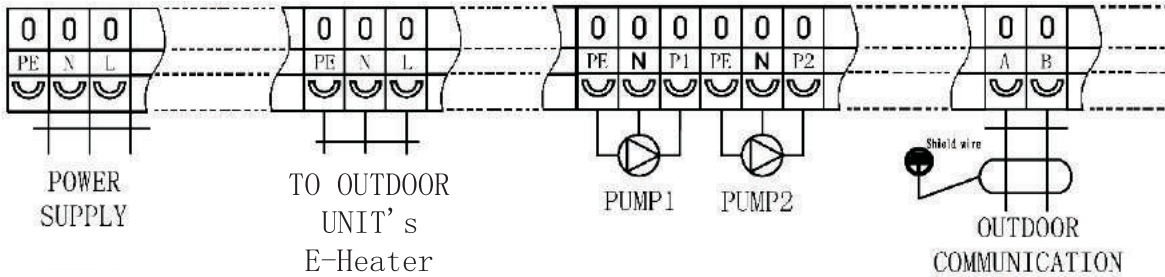 0 0 0 0 0 0 0 0 0 0 0 0 0 0
PE N L PE N L PE N P1 PE N P2 A B
Shield wire
POWER
SUPPLY
TO OUTDOOR
UNIT's
E-Heater
PUMP1
PUMP2
OUTDOOR
COMMUNICATION